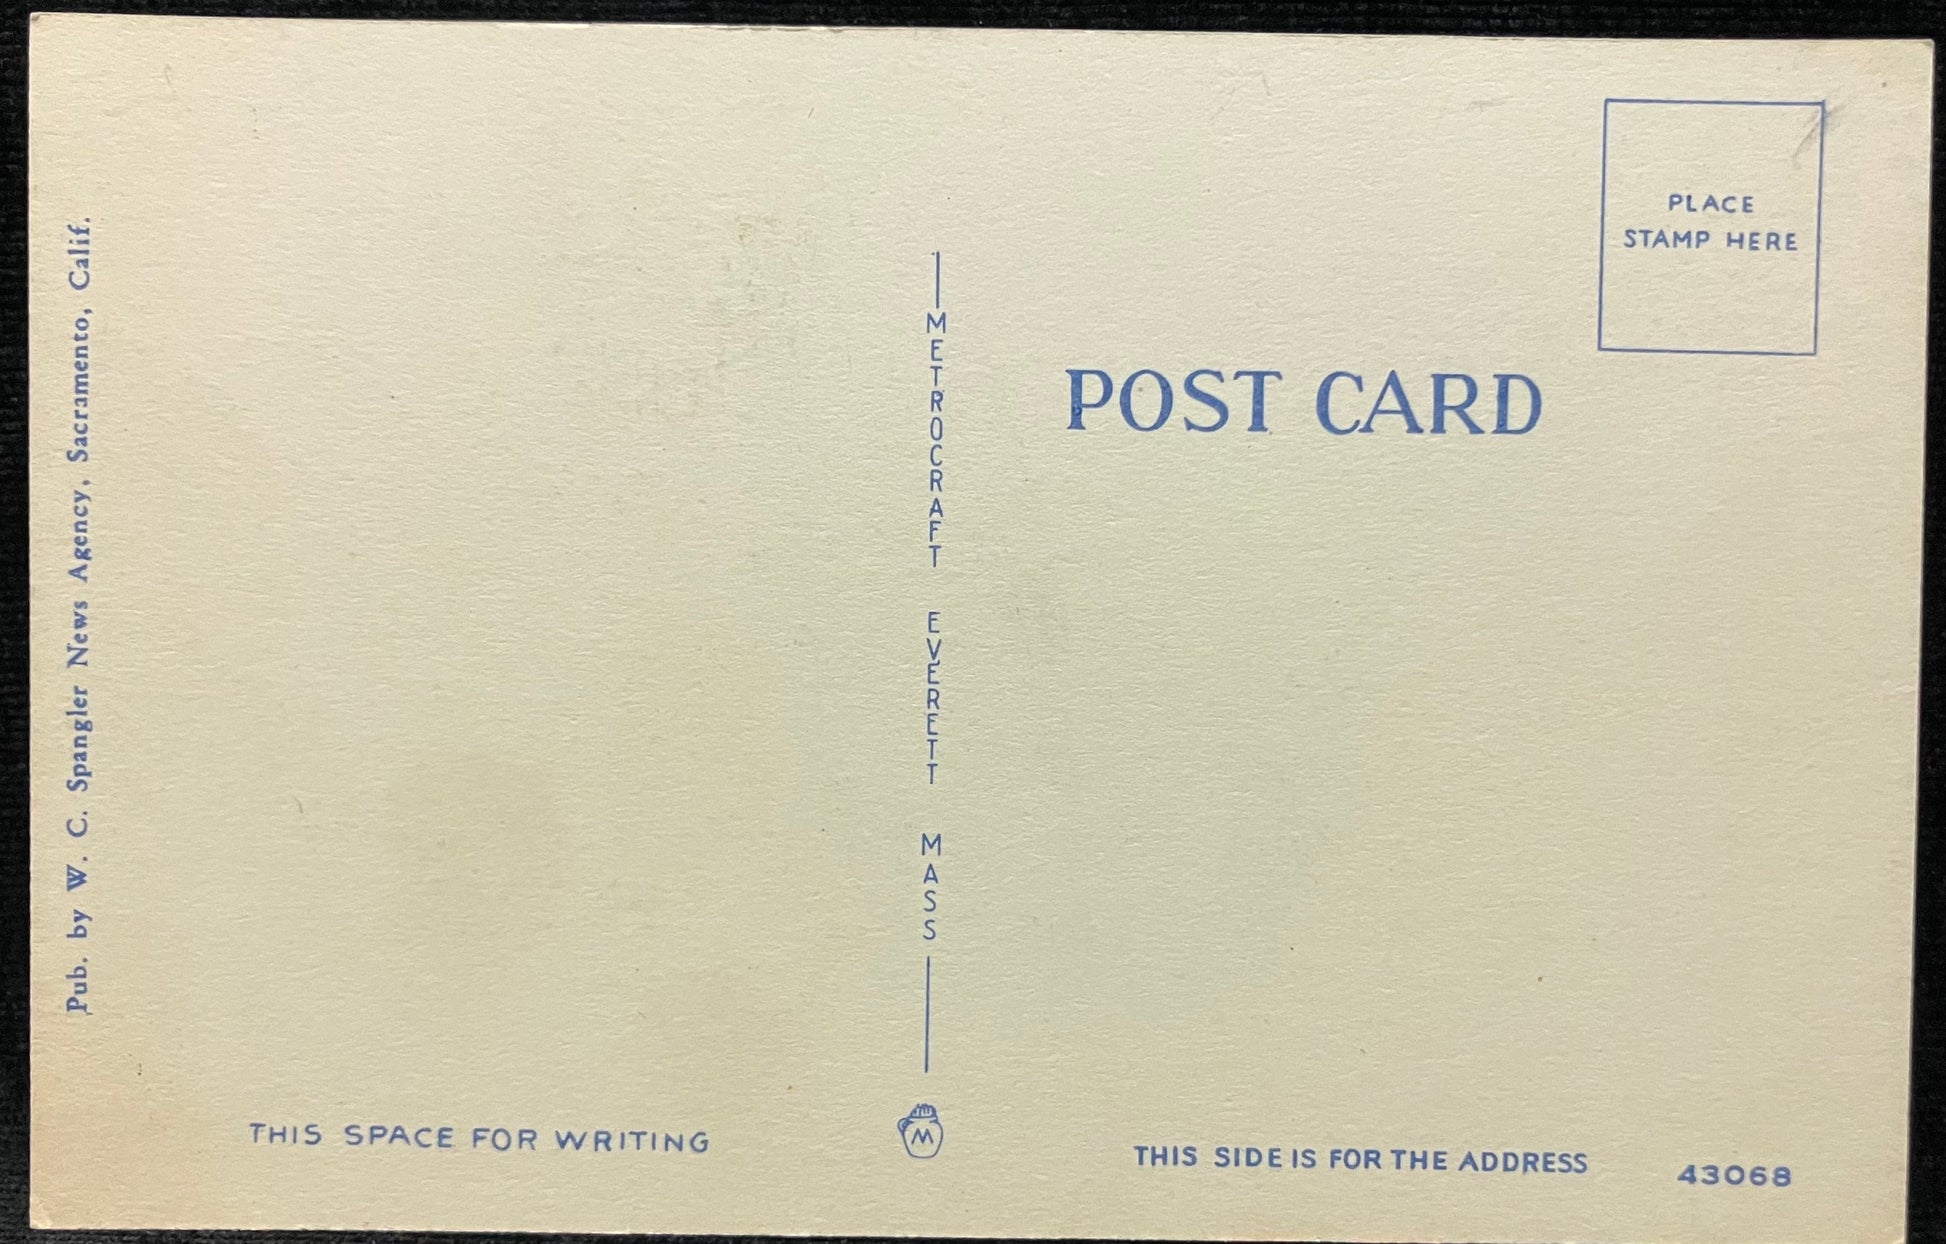 Pub. by W. C. Spangler News Agency, Sacramento, Calif.
THIS SPACE FOR WRITING
METROCRAFT EVERETT MASS
M
PLACE
STAMP HERE
POST CARD
THIS SIDE IS FOR THE ADDRESS
43068